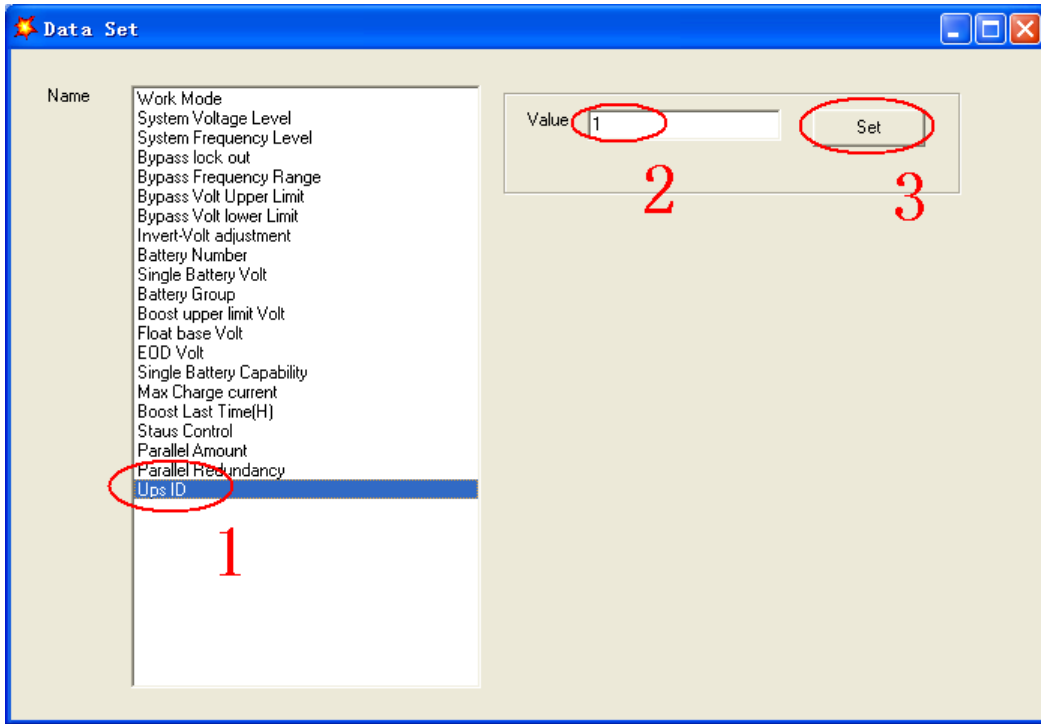 Data Set
Name
Work Mode
System Voltage Level
System Frequency Level
Bypass lock out
Bypass Frequency Range
Bypass Volt Upper Limit
Bypass Volt lower Limit
Invert-Volt adjustment
Battery Number
Single Battery Volt
Battery Group
Boost upper limit Volt
Float base Volt
EOD Volt
Single Battery Capability
Max Charge current
Boost Last Time(H)
Staus Control
Parallel Amount
Parallel Redundancy
Ups ID
1
Value 1
Set
2
3